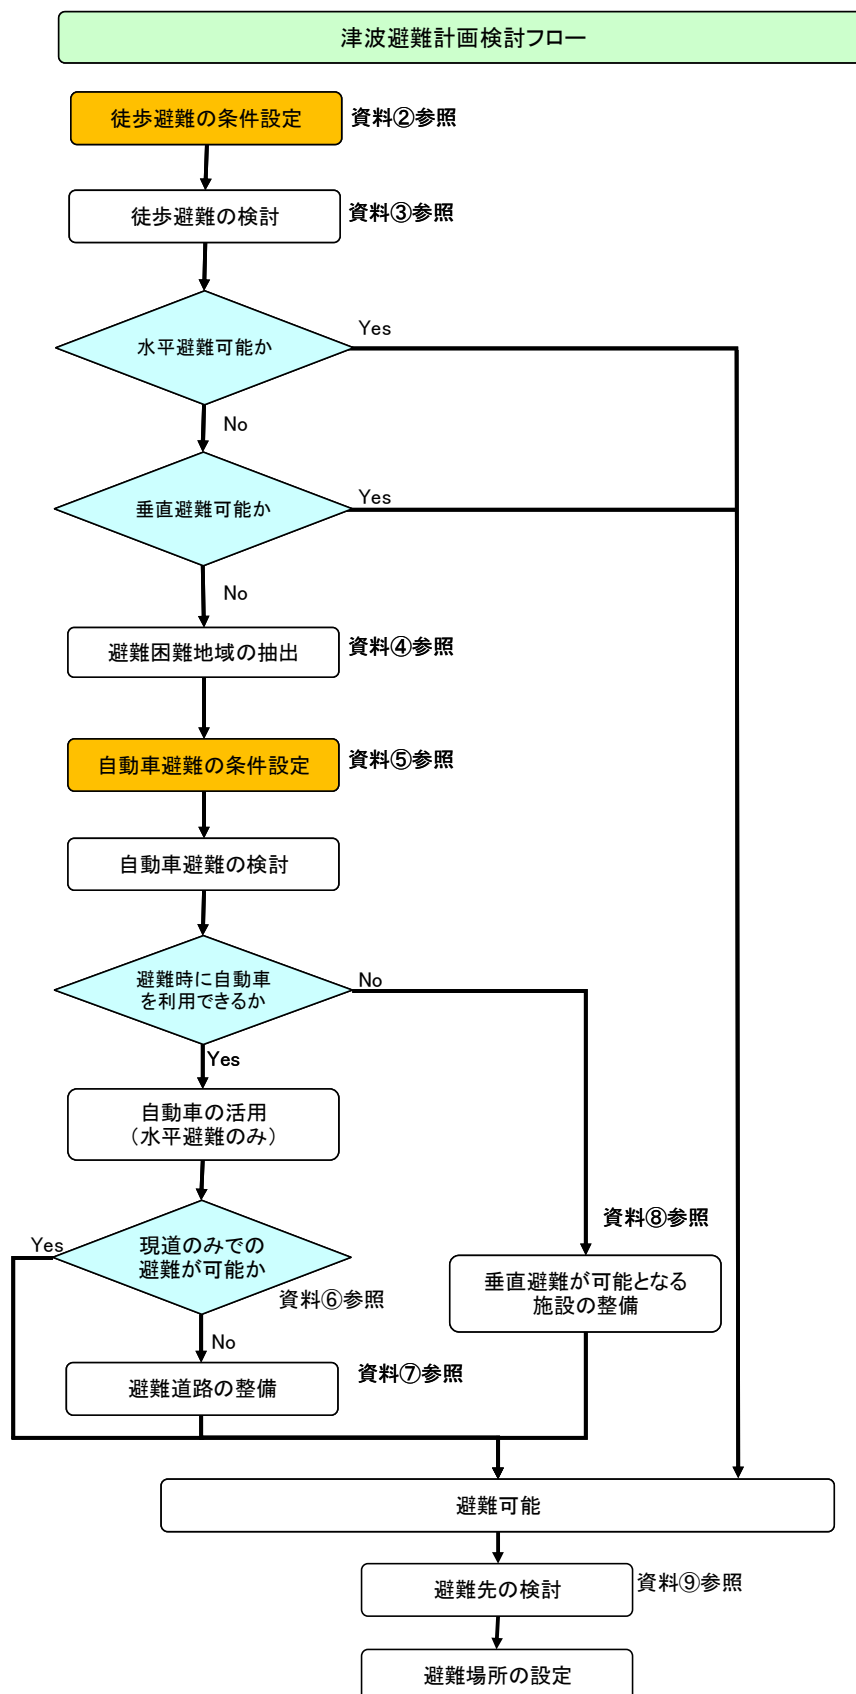 津波避難計画検討フロー
徒歩避難の条件設定
資料②参照
徒歩避難の検討
資料③参照
水平避難可能か
Yes
No
垂直避難可能か
Yes
No
避難困難地域の抽出
資料④参照
自動車避難の条件設定
資料⑤参照
自動車避難の検討
避難時に自動車
を利用できるか
No
Yes
自動車の活用
（水平避難のみ）
資料⑧参照
Yes
現道のみでの
避難が可能か
資料⑥参照
垂直避難が可能となる
施設の整備
No
避難道路の整備
資料⑦参照
避難可能
避難先の検討
資料⑨参照
避難場所の設定